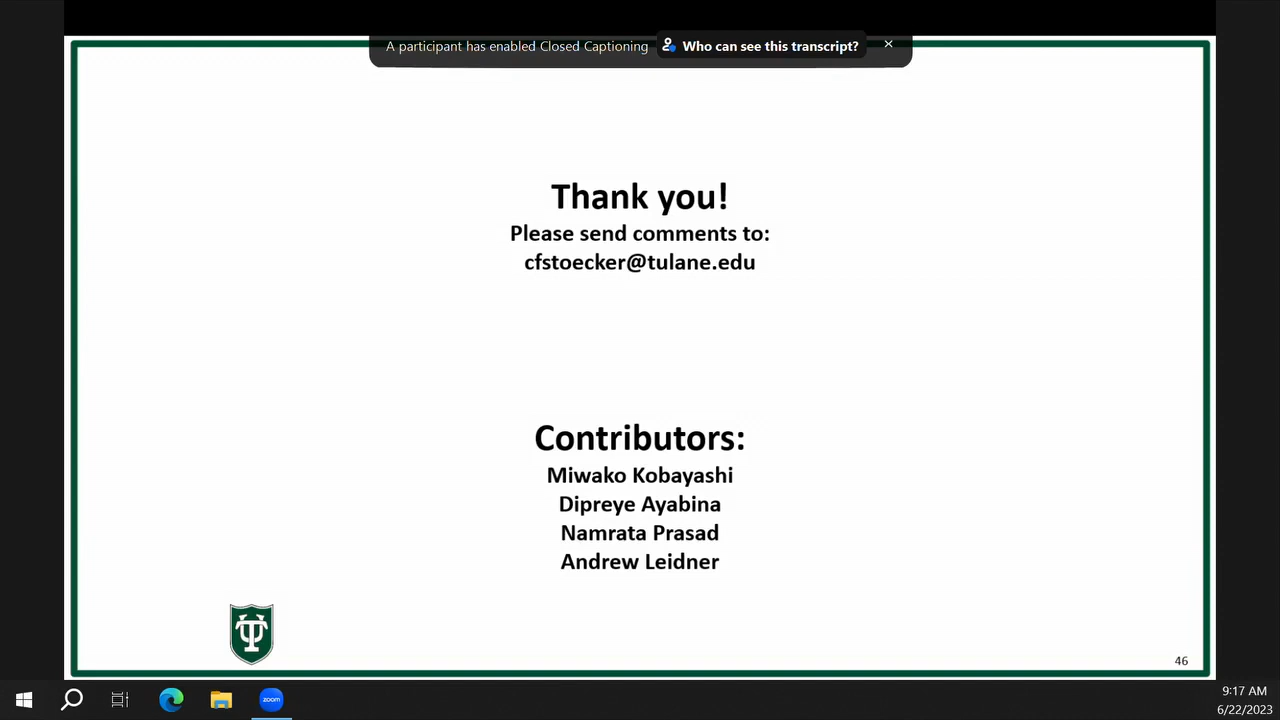 A participant has enabled Closed Captioning Who can see this transcript?
Thank you!
Please send comments to:
cfstoecker@tulane.edu
Contributors:
Miwako Kobayashi
Dipreye Ayabina
Namrata Prasad
Andrew Leidner
46
zoom
9:17 AM
6/22/2023